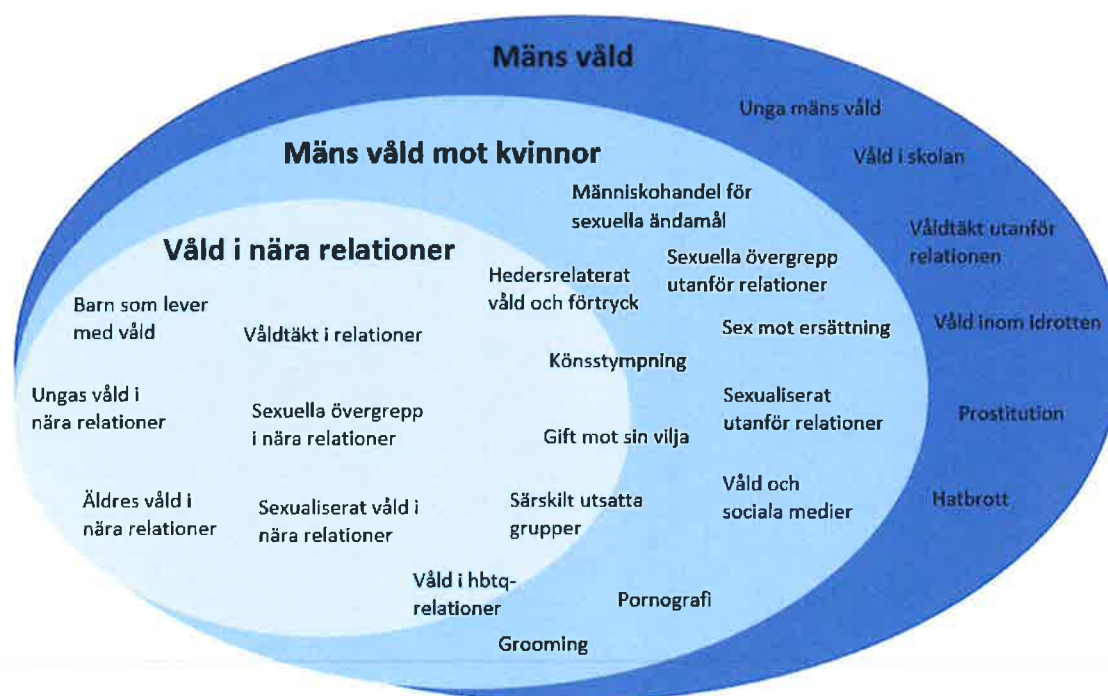 Mäns våld
Unga mäns våld
Mäns våld mot kvinnor
Våld i skolan
Människohandel för
sexuella ändamål
Våldtäkt utanför
relationen
Våld i nära relationer
Sexuella övergrepp
utanför relationer
Hedersrelaterat
våld och förtryck
Barn som lever
med våld
Våldtäkt i relationer
Sex mot ersättning
Våld inom idrotten
Könsstympning
Ungas våld i
nära relationer
Sexuella övergrepp
i nära relationer
Sexualiserat
utanför relationer
Prostitution
Gift mot sin vilja
Äldres våld i
nära relationer
Sexualiserat våld i
nära relationer
Särskilt utsatta
grupper
Våld och
sociala medier
Hatbrott
Våld i hbtq-
relationer
Pornografi
Grooming